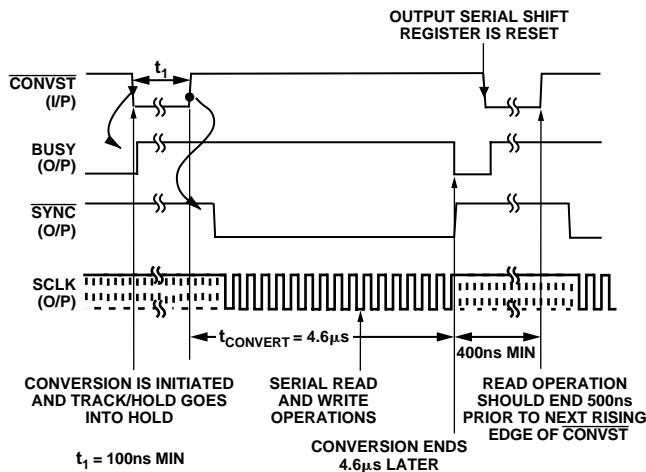 OUTPUT SERIAL SHIFT
REGISTER IS RESET
t1
CONVST
(I/P)
BUSY
(O/P)
SYNC
(O/P)
SCLK
(O/P)
tCONVERT = 4.6µs
400ns MIN
CONVERSION IS INITIATED
AND TRACK/HOLD GOES
INTO HOLD
SERIAL READ
AND WRITE
OPERATIONS
READ OPERATION
SHOULD END 500ns
PRIOR TO NEXT RISING
EDGE OF CONVST
t1 = 100ns MIN
CONVERSION ENDS
4.6µs LATER